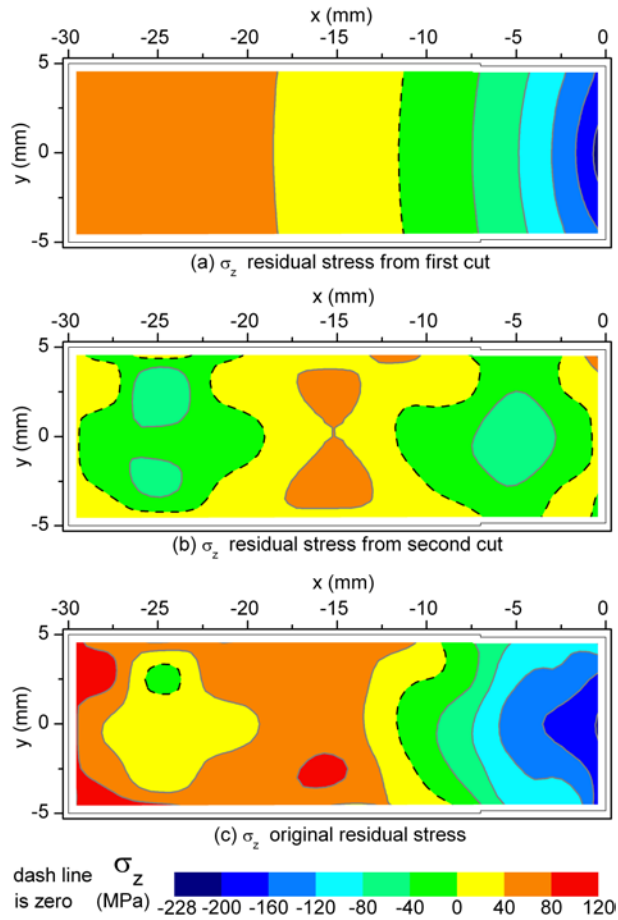 x (mm)
-30 -25 -20 -15 -10 -5 0
5
0
-5
y (mm)
(a) σz residual stress from first cut
x (mm)
-30 -25 -20 -15 -10 -5 0
5
0
-5
y (mm)
(b) σz residual stress from second cut
x (mm)
-30 -25 -20 -15 -10 -5 0
5
0
-5
y (mm)
(c) σz original residual stress
dash line σz
is zero (MPa)
-228 -200 -160 -120 -80 -40 0 40 80 120